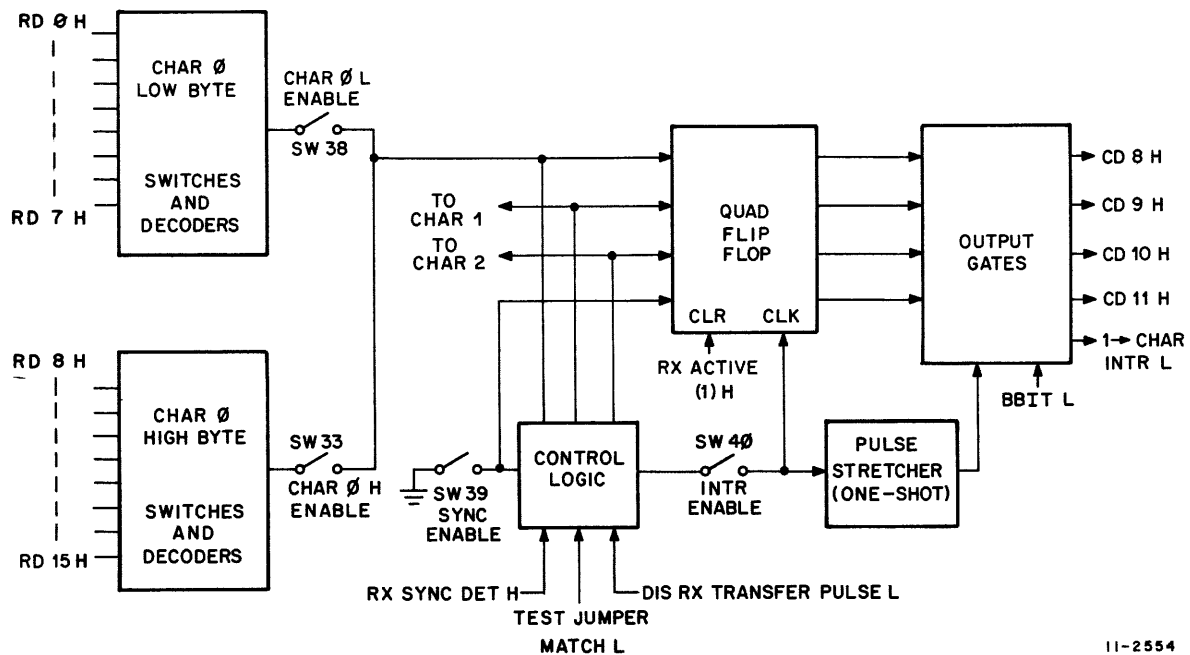 RD Ø H
CHAR Ø
LOW BYTE
SWITCHES
AND
DECODERS
RD 7 H
CHAR Ø L
ENABLE
SW 38
TO
CHAR 1
TO
CHAR 2
QUAD
FLIP
FLOP
CLR CLK
RX ACTIVE
(1) H
OUTPUT
GATES
CD 8 H
CD 9 H
CD 10 H
CD 11 H
1→ CHAR
INTR L
BBIT L
RD 8 H
CHAR Ø
HIGH BYTE
SWITCHES
AND
DECODERS
RD 15 H
SW 33
CHAR Ø H
ENABLE
SW 39
SYNC
ENABLE
CONTROL
LOGIC
SW 4Ø
INTR
ENABLE
PULSE
STRETCHER
(ONE-SHOT)
RX SYNC DET H
TEST JUMPER
MATCH L
DIS RX TRANSFER PULSE L
11-2554